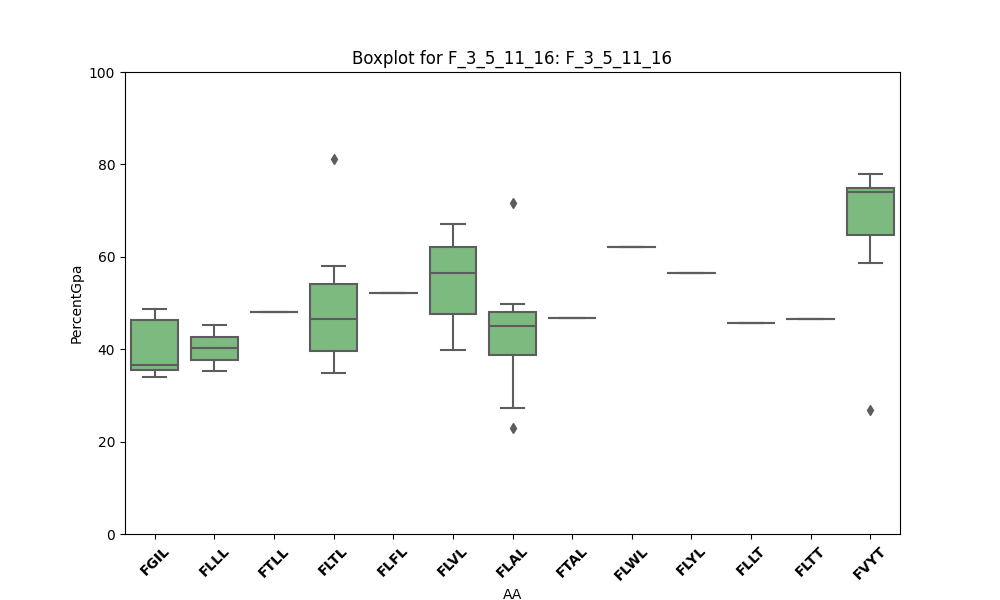 Boxplot for F_3_5_11_16: F_3_5_11_16
100
80
60
40
20
0
PercentGpa
FGIL
FLLL
FTLL
FLTL
FLFL
FLVL
FLAL
FTAL
FLWL
FLYL
FLLT
FLTT
FVYT
AA